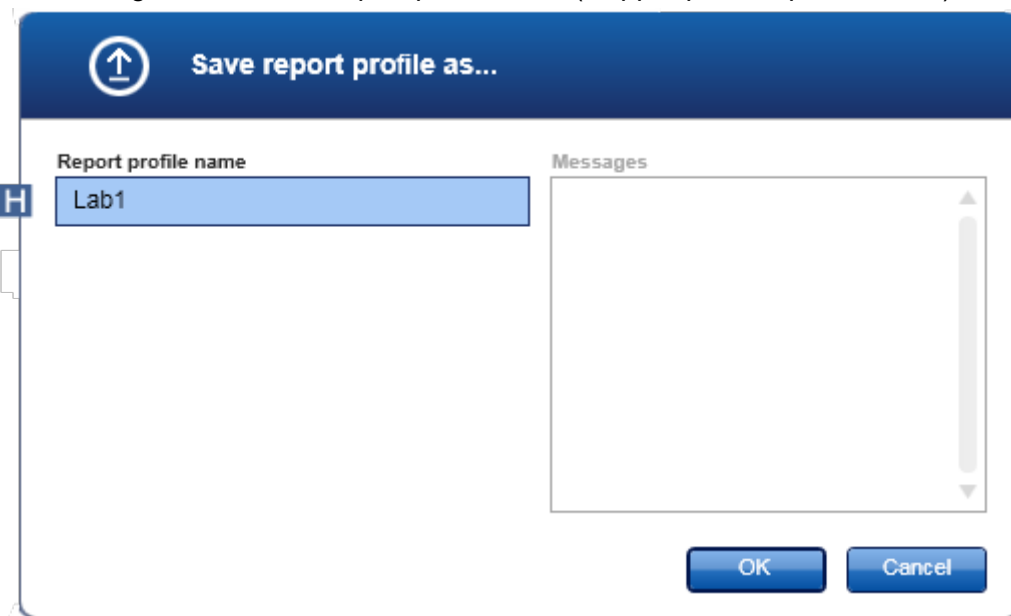 Save report profile as...
Report profile name
Messages
H
Lab1
OK
Cancel